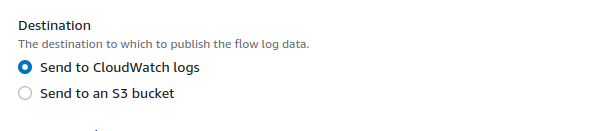 Destination
The destination to which to publish the flow log data.
Send to CloudWatch logs
Send to an S3 bucket